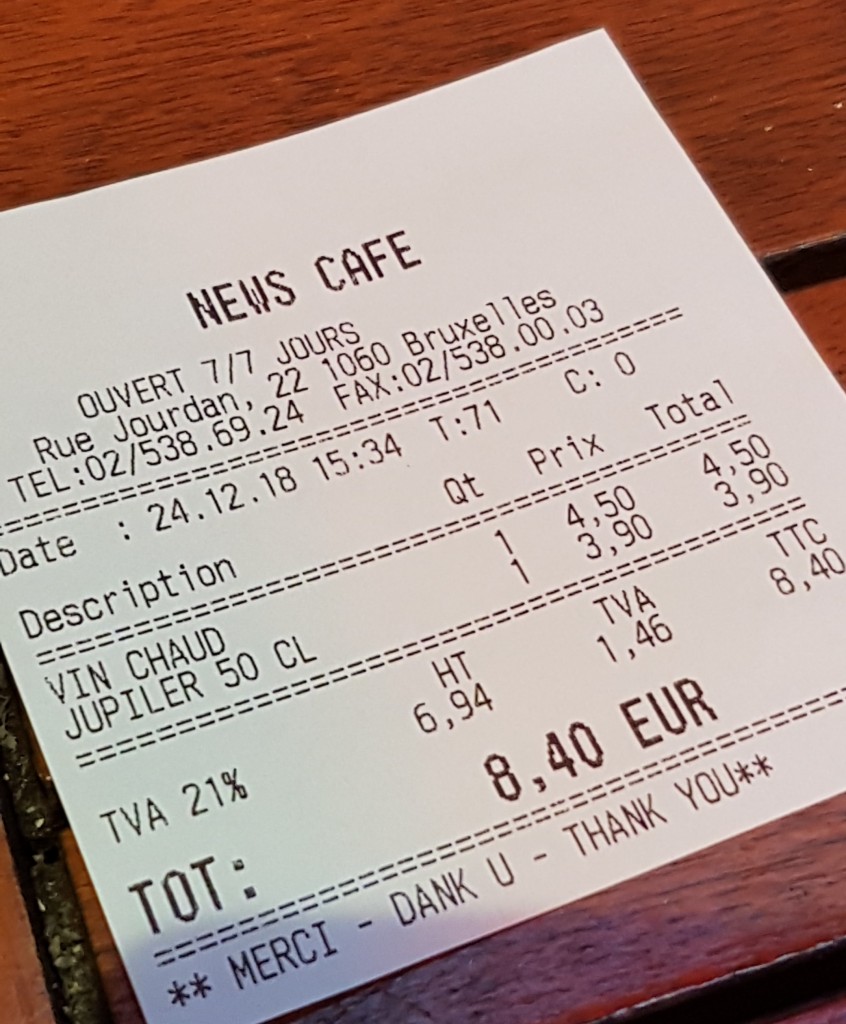 NEWS CAFE
OUVERT 7/7 JOURS
Rue Jourdan, 22 1060 Bruxelles
TEL:02/538.69.24 FAX:02/538.00.03
================================
Date : 24.12.18 15:34 T:71 C: 0
Description Qt Prix Total
================================
VIN CHAUD 1 4,50 4,50
JUPILER 50 CL 1 3,90 3,90
================================
HT TVA TTC
TVA 21% 6,94 1,46 8,40
TOT: 8,40 EUR
================================
** MERCI - DANK U - THANK YOU**